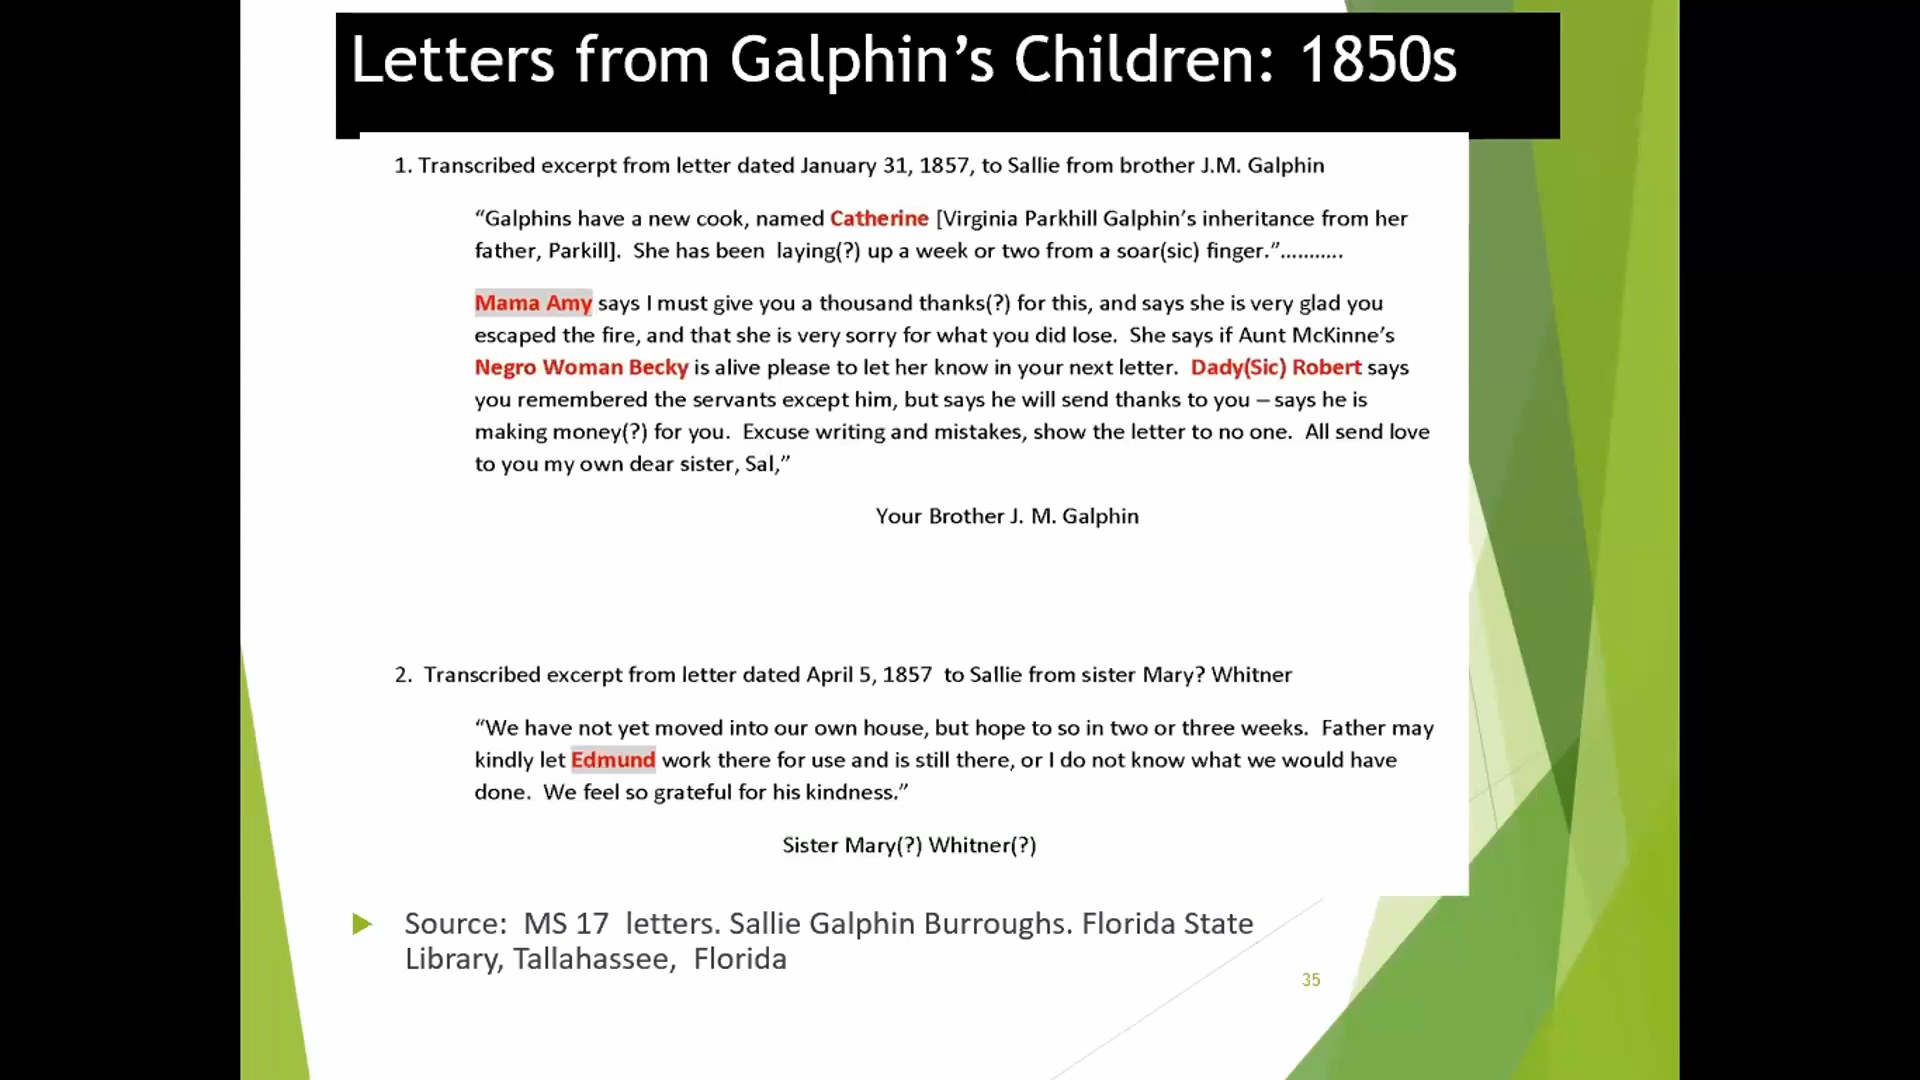 Letters from Galphin’s Children: 1850s
1. Transcribed excerpt from letter dated January 31, 1857, to Sallie from brother J.M. Galphin
“Galphins have a new cook, named Catherine [Virginia Parkhill Galphin’s inheritance from her
father, Parkill].  She has been  laying(?) up a week or two from a soar(sic) finger.”...........
Mama Amy says I must give you a thousand thanks(?) for this, and says she is very glad you
escaped the fire, and that she is very sorry for what you did lose.  She says if Aunt McKinne’s
Negro Woman Becky is alive please to let her know in your next letter.  Dady(Sic) Robert says
you remembered the servants except him, but says he will send thanks to you – says he is
making money(?) for you.  Excuse writing and mistakes, show the letter to no one.  All send love
to you my own dear sister, Sal,”
Your Brother J. M. Galphin
2.  Transcribed excerpt from letter dated April 5, 1857  to Sallie from sister Mary? Whitner
“We have not yet moved into our own house, but hope to so in two or three weeks.  Father may
kindly let Edmund work there for use and is still there, or I do not know what we would have
done.  We feel so grateful for his kindness.”
Sister Mary(?) Whitner(?)
Source:  MS 17  letters. Sallie Galphin Burroughs. Florida State
Library, Tallahassee,  Florida
35